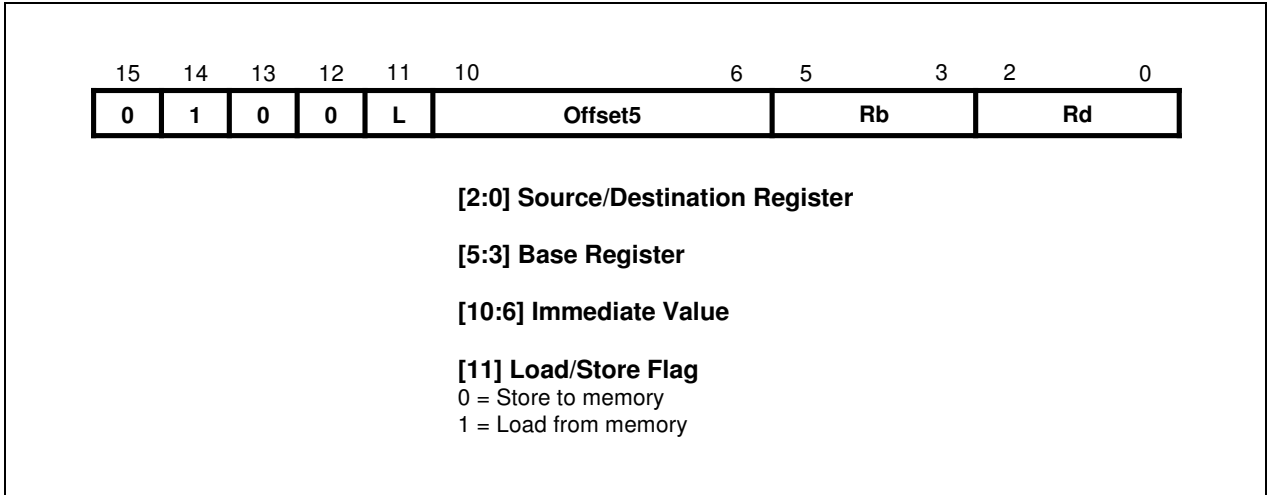 15 14 13 12 11 10 6 5 3 2 0
0 1 0 0 L Offset5 Rb Rd
[2:0] Source/Destination Register
[5:3] Base Register
[10:6] Immediate Value
[11] Load/Store Flag
0 = Store to memory
1 = Load from memory